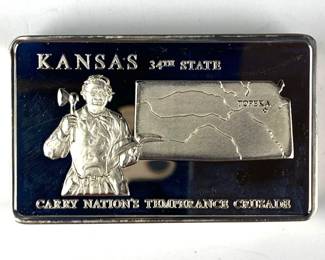 KANSAS 34TH STATE
TOPEKA
CARRY NATION'S TEMPERANCE CRUSADE